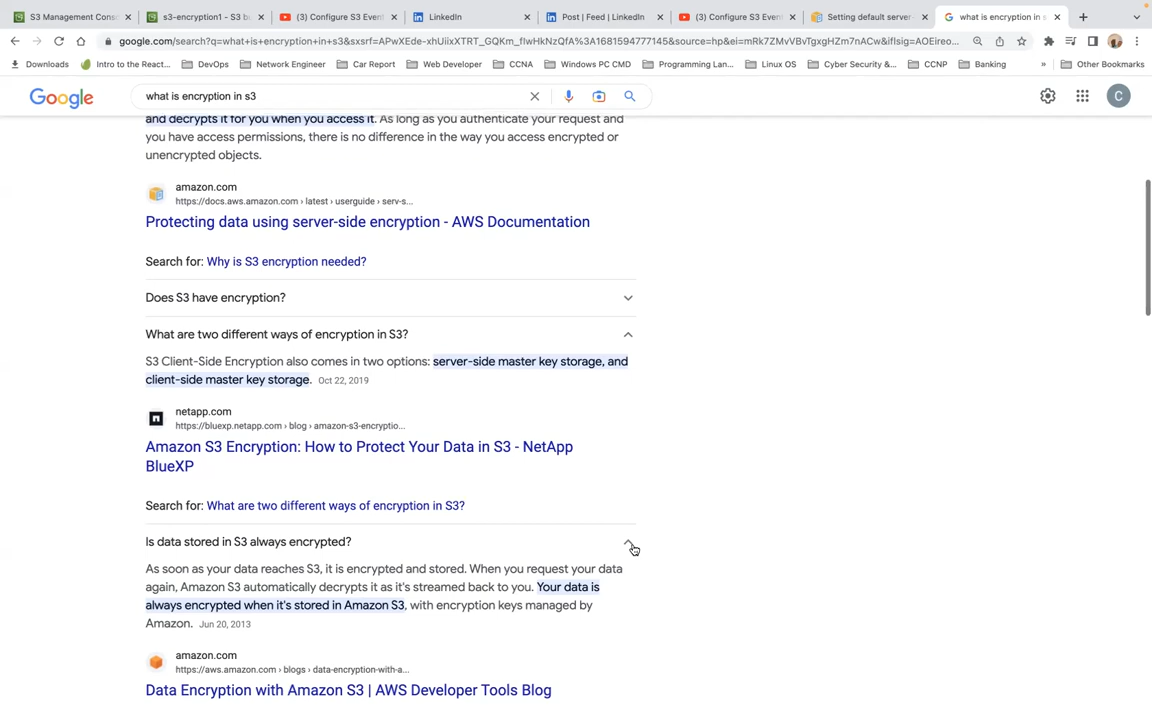 S3 Management Cons
s3-encryption1 - S3 b
(3) Configure S3 Even
LinkedIn
Post | Feed | LinkedIn
(3) Configure S3 Even
Setting default server-
what is encryption in s
google.com/search?q=what+is+encryption+in+s3&sxsrf=APwXEde-xhUiixXTRT_GQKm_fIwHkNzQfA%3A1681594777145&source=hp&ei=mRk7ZMvVBvTgxgHZm7nACw&iflsig=AOEireo...
Downloads
Intro to the React...
DevOps
Network Engineer
Car Report
Web Developer
CCNA
Windows PC CMD
Programming Lan...
Linux OS
Cyber Security &...
CCNP
Banking
»
Other Bookmarks
Google
what is encryption in s3
C
and decrypts it for you when you access it. As long as you authenticate your request and
you have access permissions, there is no difference in the way you access encrypted or
unencrypted objects.
amazon.com
https://docs.aws.amazon.com › latest › userguide › serv-s...
Protecting data using server-side encryption - AWS Documentation
Search for: Why is S3 encryption needed?
Does S3 have encryption?
What are two different ways of encryption in S3?
S3 Client-Side Encryption also comes in two options: server-side master key storage, and
client-side master key storage. Oct 22, 2019
netapp.com
https://bluexp.netapp.com › blog › amazon-s3-encryptio...
Amazon S3 Encryption: How to Protect Your Data in S3 - NetApp
BlueXP
Search for: What are two different ways of encryption in S3?
Is data stored in S3 always encrypted?
As soon as your data reaches S3, it is encrypted and stored. When you request your data
again, Amazon S3 automatically decrypts it as it's streamed back to you. Your data is
always encrypted when it's stored in Amazon S3, with encryption keys managed by
Amazon. Jun 20, 2013
amazon.com
https://aws.amazon.com › blogs › data-encryption-with-a...
Data Encryption with Amazon S3 | AWS Developer Tools Blog